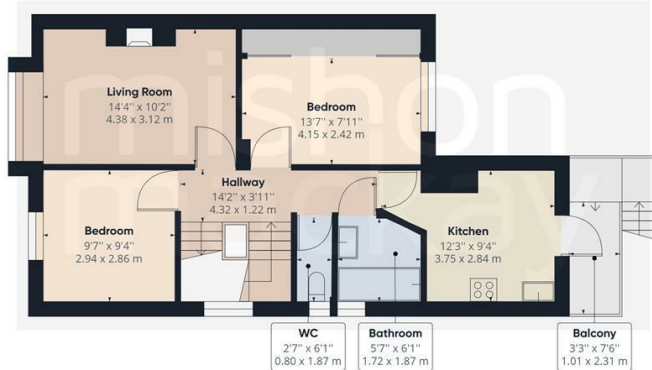 mishon
mackay
Living Room
14'4'' x 10'2''
4.38 x 3.12 m
Bedroom
13'7'' x 7'11''
4.15 x 2.42 m
Hallway
14'2'' x 3'11''
4.32 x 1.22 m
Bedroom
9'7'' x 9'4''
2.94 x 2.86 m
Kitchen
12'3'' x 9'4''
3.75 x 2.84 m
WC
2'7'' x 6'1''
0.80 x 1.87 m
Bathroom
5'7'' x 6'1''
1.72 x 1.87 m
Balcony
3'3'' x 7'6''
1.01 x 2.31 m